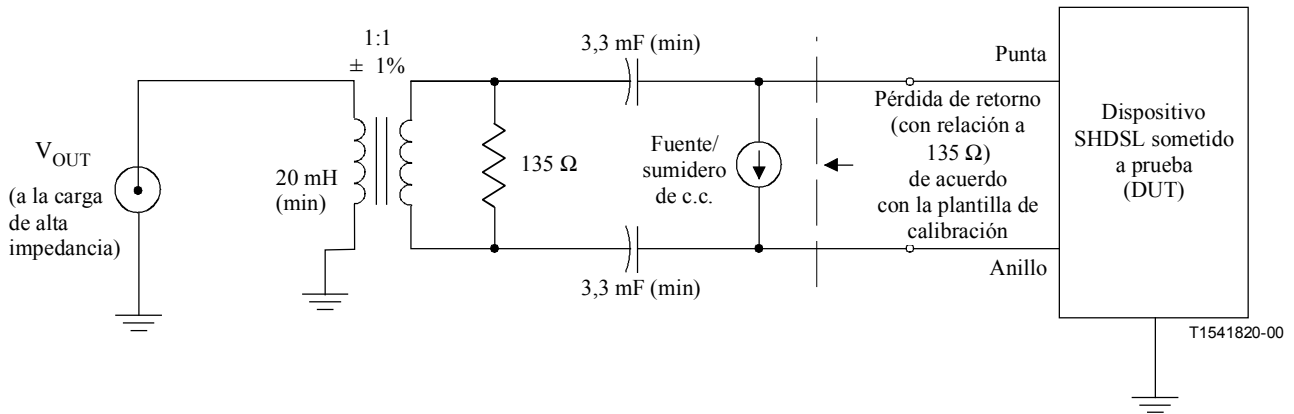 1:1
± 1%
3,3 mF (min)
Punta
V_OUT
(a la carga
de alta
impedancia)
20 mH
(min)
135 Ω
Fuente/
sumidero
de c.c.
Pérdida de retorno
(con relación a
135 Ω)
de acuerdo
con la plantilla de
calibración
Dispositivo
SHDSL sometido
a prueba
(DUT)
3,3 mF (min)
Anillo
T1541820-00